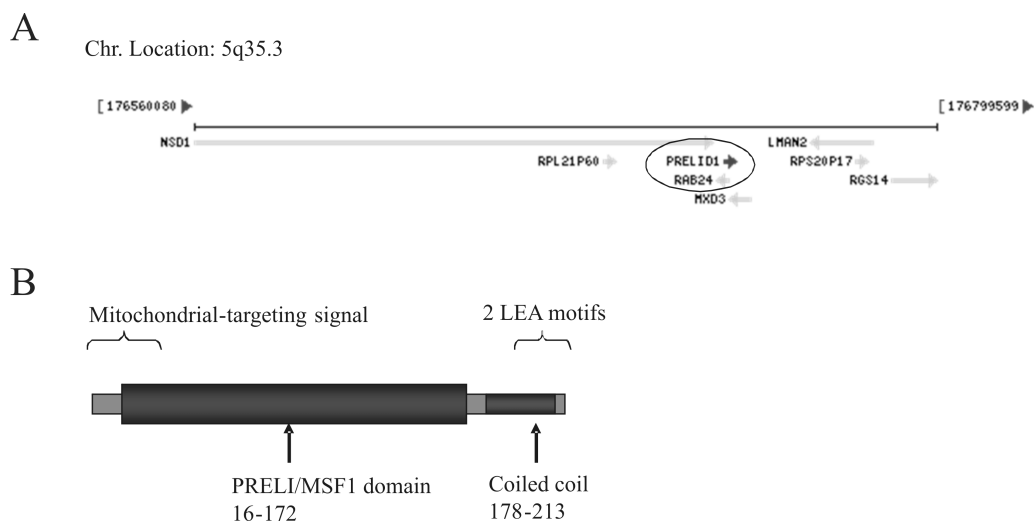 A
Chr. Location: 5q35.3
[176560080
[176799599
NSD1
LMAN2
RPL21P60
PRELID1
RPS20P17
RAB24
RGS14
MXD3
B
Mitochondrial-targeting signal
2 LEA motifs
PRELI/MSF1 domain
16-172
Coiled coil
178-213